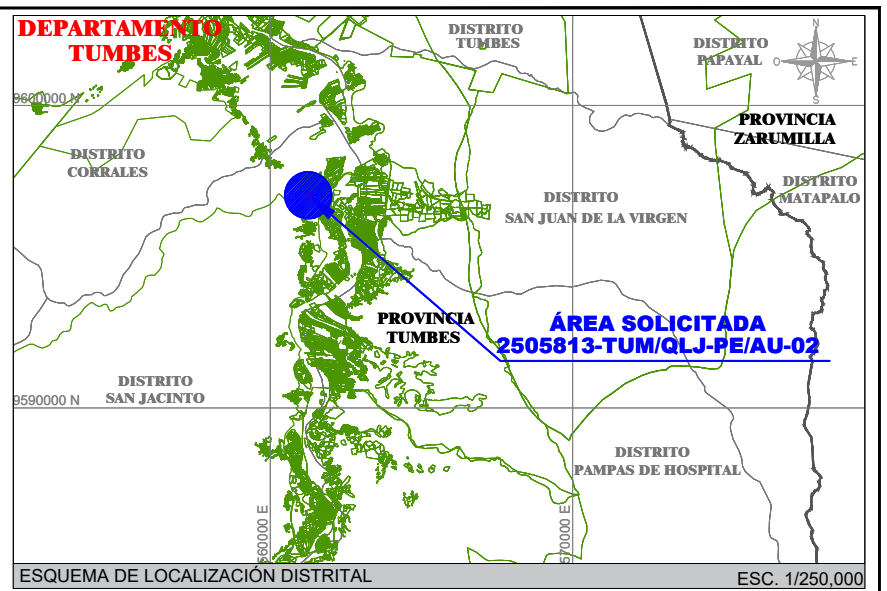 DEPARTAMENTO
TUMBES
DISTRITO
TUMBES
DISTRITO
PAPAYAL
N
O
E
S
9600000 N
PROVINCIA
ZARUMILLA
DISTRITO
CORRALES
DISTRITO
MATAPALO
DISTRITO
SAN JUAN DE LA VIRGEN
PROVINCIA
TUMBES
ÁREA SOLICITADA
2505813-TUM/QLJ-PE/AU-02
DISTRITO
SAN JACINTO
9590000 N
DISTRITO
PAMPAS DE HOSPITAL
560000 E
570000 E
ESQUEMA DE LOCALIZACIÓN DISTRITAL
ESC. 1/250,000